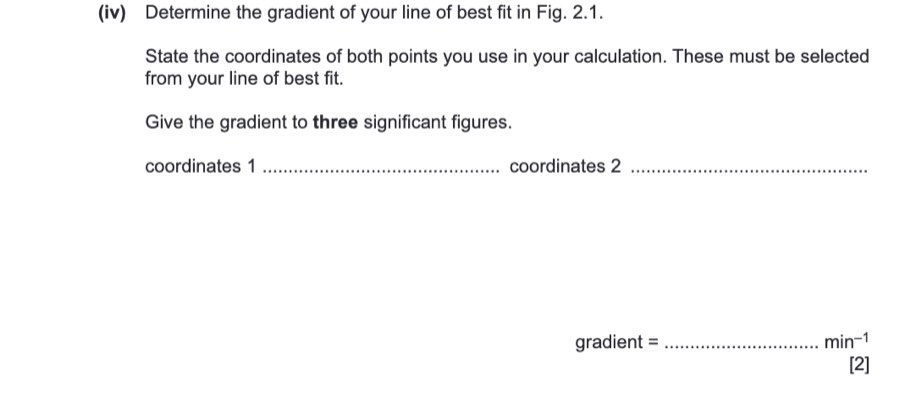 (iv) Determine the gradient of your line of best fit in Fig. 2.1.
State the coordinates of both points you use in your calculation. These must be selected
from your line of best fit.
Give the gradient to three significant figures.
coordinates 1 ................................................ coordinates 2 ................................................
gradient = .............................. min⁻¹
[2]